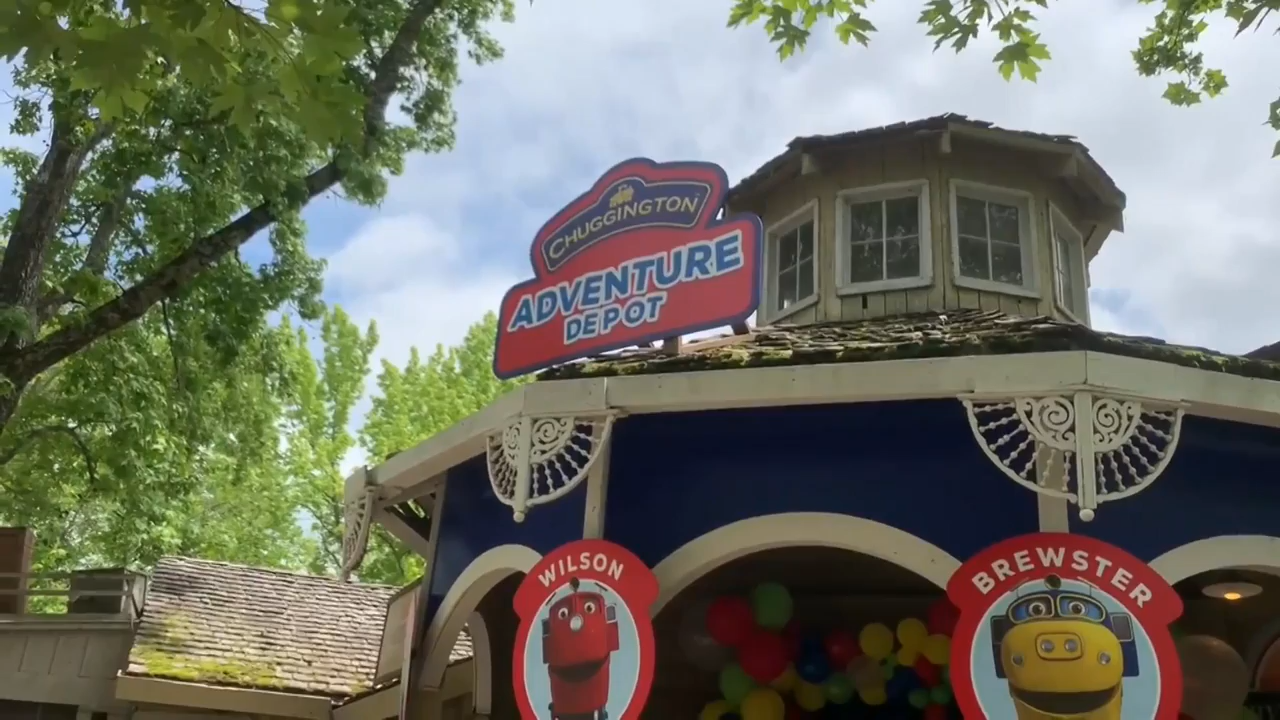 CHUGGINGTON
ADVENTURE
DEPOT
WILSON
BREWSTER